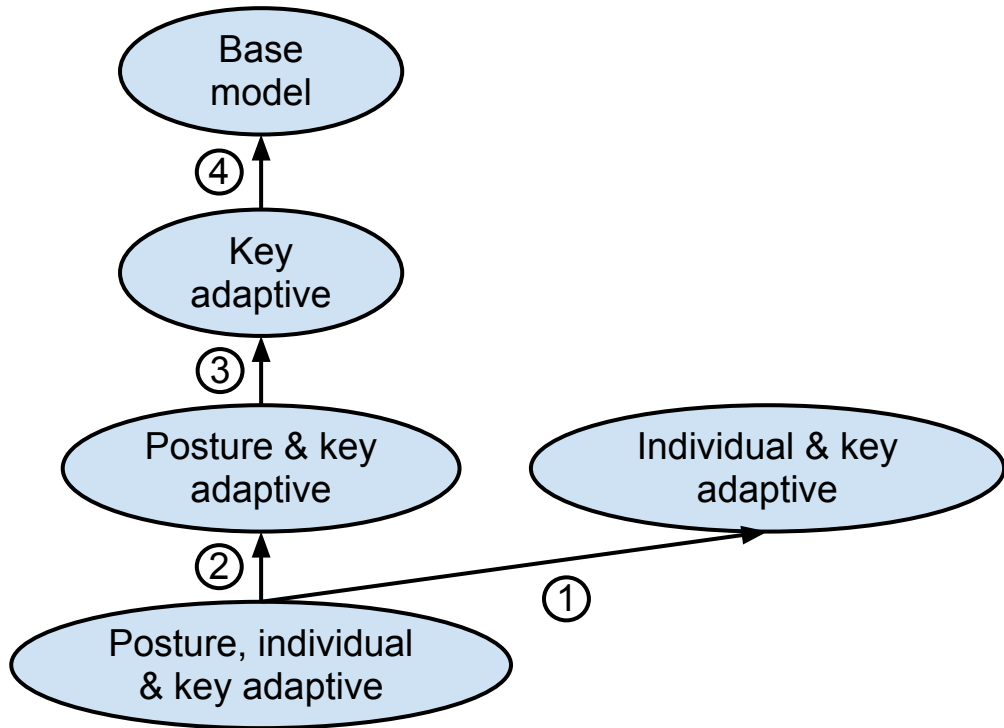 Base
model
4
Key
adaptive
3
Posture & key
adaptive
Individual & key
adaptive
2
1
Posture, individual
& key adaptive